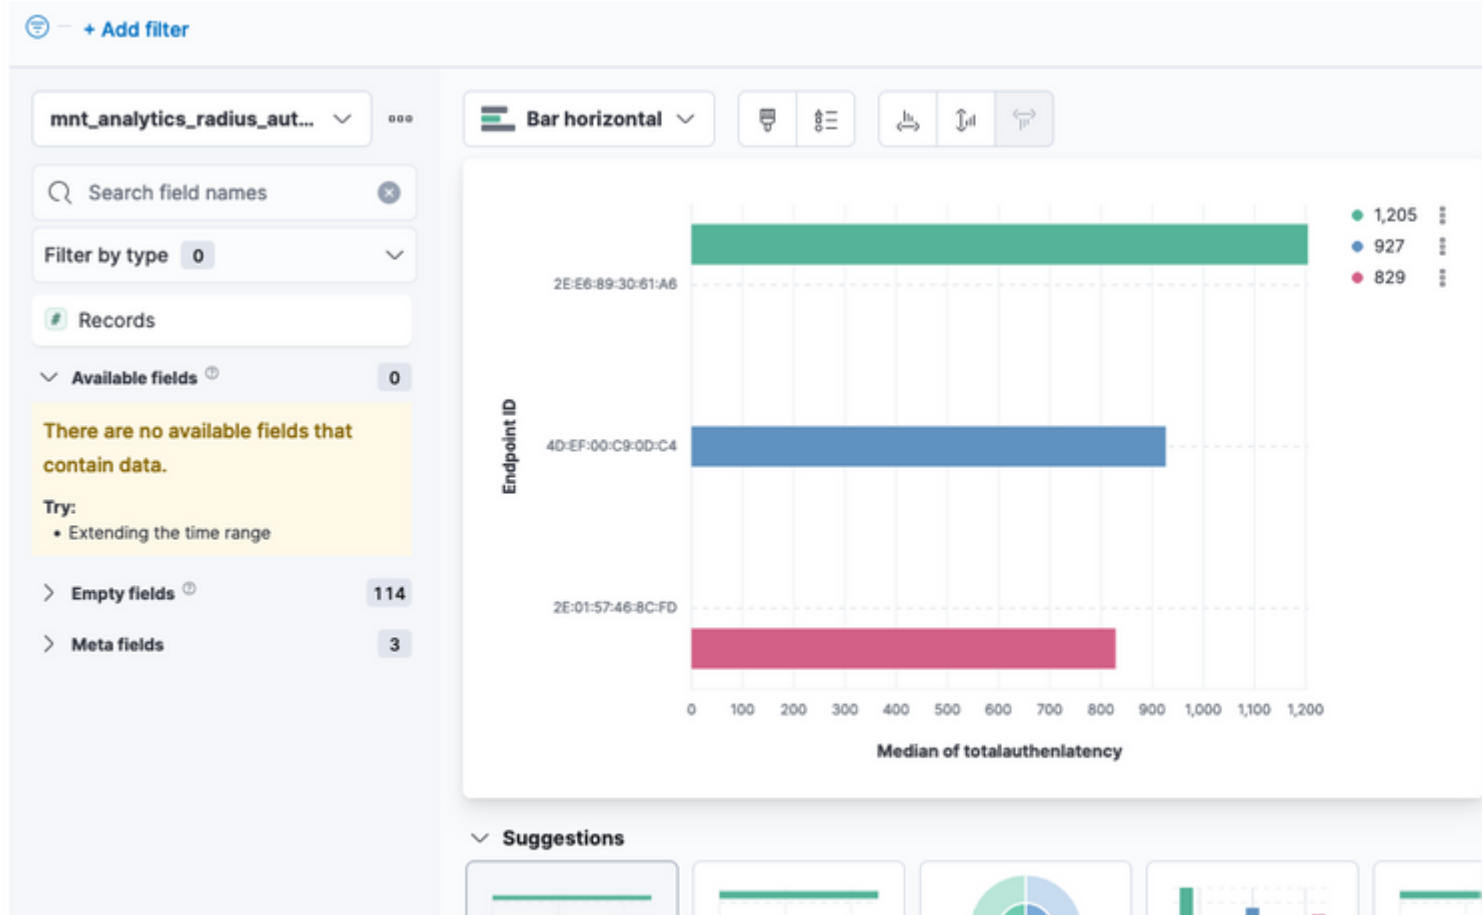 + Add filter
mnt_analytics_radius_aut...
Bar horizontal
Search field names
Filter by type 0
# Records
Available fields 0
There are no available fields that
contain data.
Try:
• Extending the time range
Empty fields 114
Meta fields 3
1,205
927
829
Endpoint ID
2E:E6:89:30:61:A6
4D:EF:00:C9:0D:C4
2E:01:57:46:8C:FD
0 100 200 300 400 500 600 700 800 900 1,000 1,100 1,200
Median of totalauthenlatency
Suggestions